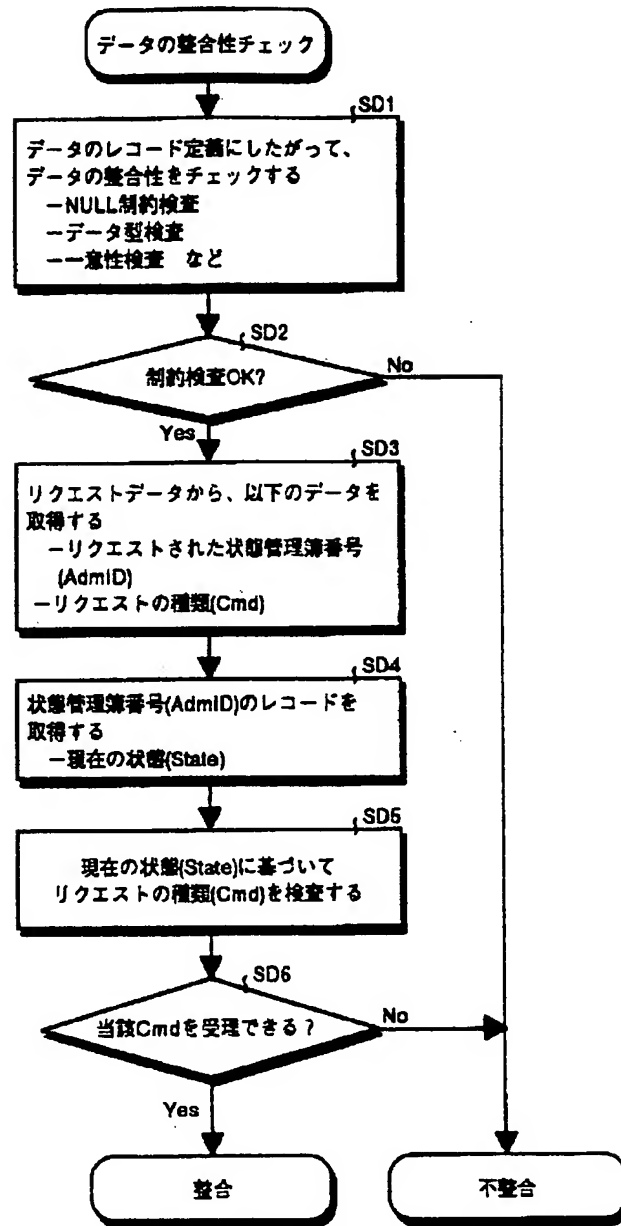 データの整合性チェック
SD1
データのレコード定義にしたがって、
データの整合性をチェックする
ーNULL制約検査
ーデータ型検査
ー一意性検査 など
SD2
制約検査OK?
No
Yes
SD3
リクエストデータから、以下のデータを
取得する
ーリクエストされた状態管理簿番号
(AdmID)
ーリクエストの種類(Cmd)
SD4
状態管理簿番号(AdmID)のレコードを
取得する
ー現在の状態(State)
SD5
現在の状態(State)に基づいて
リクエストの種類(Cmd)を検査する
SD6
当該Cmdを受理できる?
No
Yes
整合
不整合